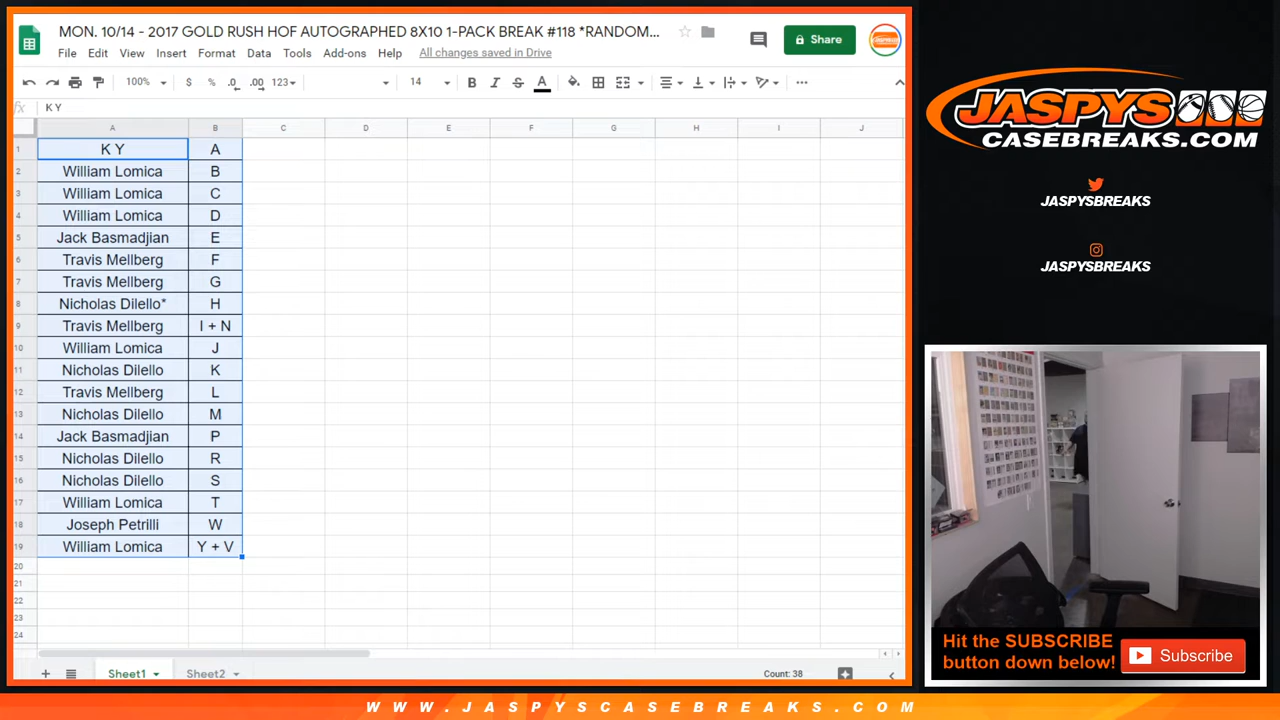 MON. 10/14 - 2017 GOLD RUSH HOF AUTOGRAPHED 8X10 1-PACK BREAK #118 *RANDOM...
File Edit View Insert Format Data Tools Add-ons Help All changes saved in Drive
Share
100% $ % .0 .00 123 14 B I S A
fx K Y
A B C D E F G H I J
1 K Y A
2 William Lomica B
3 William Lomica C
4 William Lomica D
5 Jack Basmadjian E
6 Travis Mellberg F
7 Travis Mellberg G
8 Nicholas Dilello* H
9 Travis Mellberg I + N
10 William Lomica J
11 Nicholas Dilello K
12 Travis Mellberg L
13 Nicholas Dilello M
14 Jack Basmadjian P
15 Nicholas Dilello R
16 Nicholas Dilello S
17 William Lomica T
18 Joseph Petrilli W
19 William Lomica Y + V
20
21
22
23
24
+ Sheet1 Sheet2 Count: 38
JASPYS
CASEBREAKS.COM
JASPYSBREAKS
JASPYSBREAKS
Hit the SUBSCRIBE
button down below!
Subscribe
WWW.JASPYSCASEBREAKS.COM